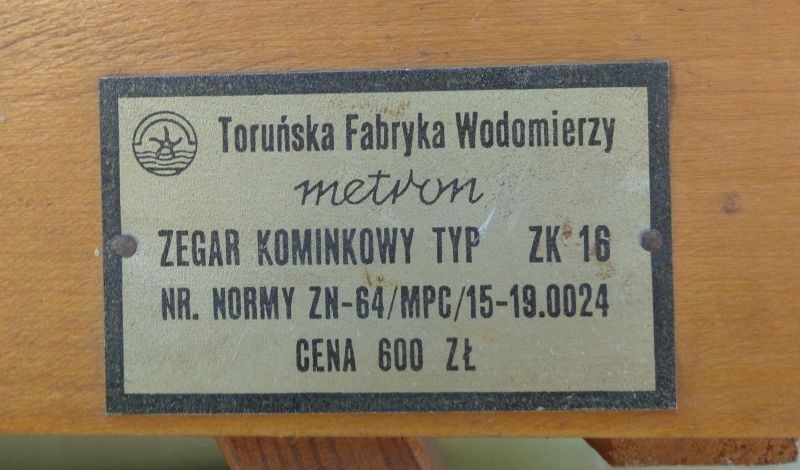 Toruńska Fabryka Wodomierzy
metron
ZEGAR KOMINKOWY TYP ZK 16
NR. NORMY ZN-64/MPC/15-19.0024
CENA 600 ZŁ